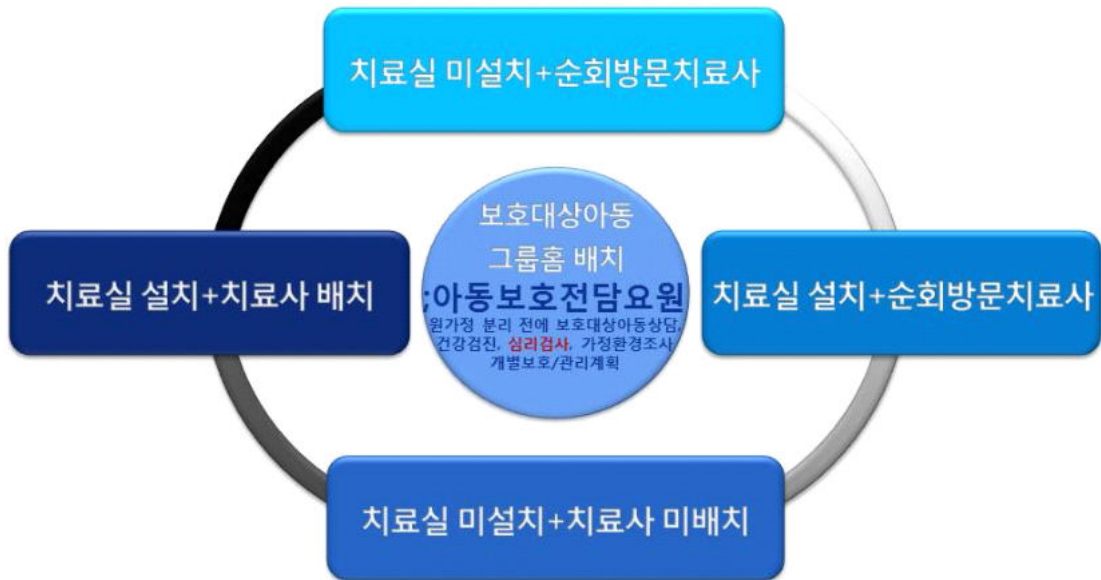 치료실 미설치+순회방문치료사
보호대상아동
그룹홈 배치
;아동보호전담요원
원가정 분리 전에 보호대상아동상담,
건강검진, 심리검사, 가정환경조사
개별보호/관리계획
치료실 설치+치료사 배치
치료실 설치+순회방문치료사
치료실 미설치+치료사 미배치